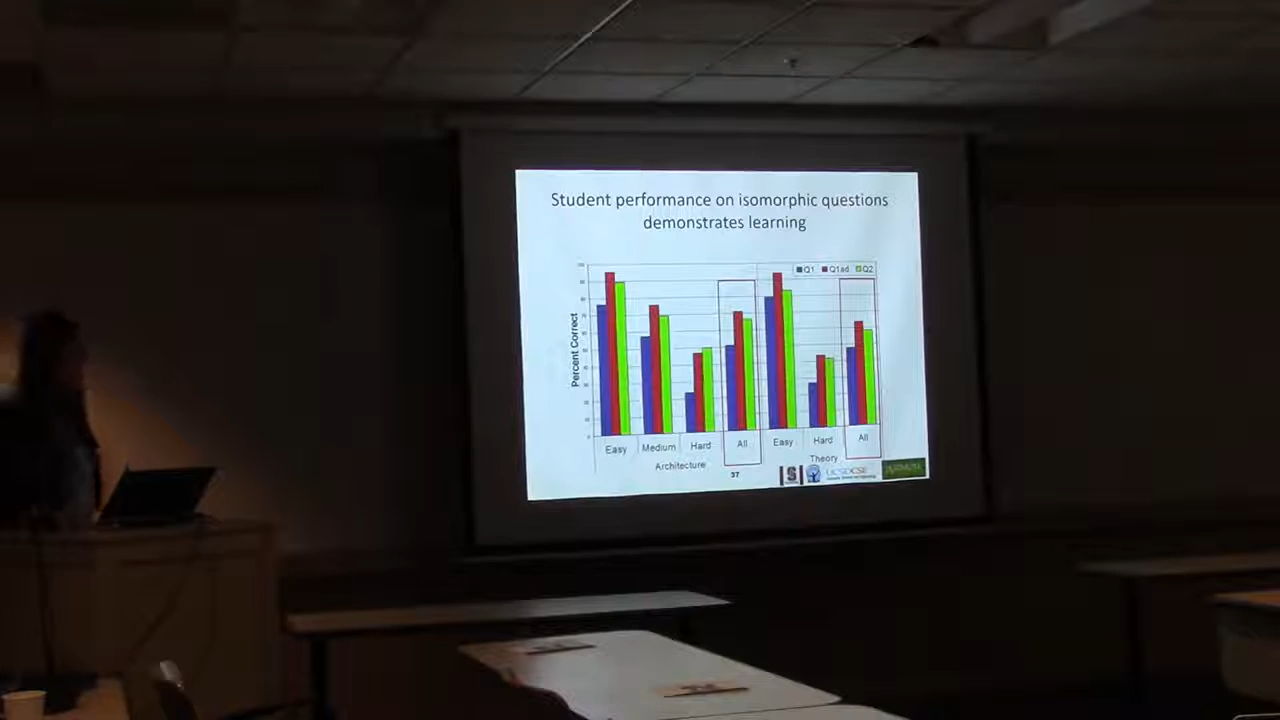 Student performance on isomorphic questions
demonstrates learning
Q1 Q1ad Q2
Percent Correct
Easy Medium Hard All Easy Hard All
Architecture Theory
37
UCSDCSE